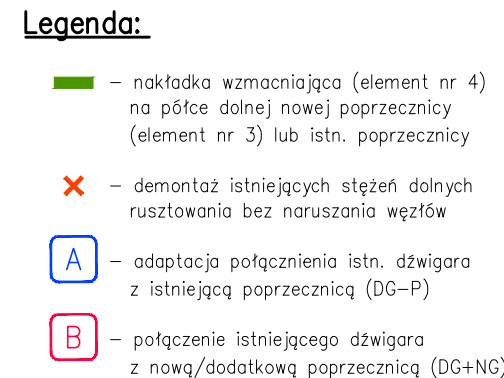 Legenda:
– nakładka wzmacniająca (element nr 4)
na półce dolnej nowej poprzecznicy
(element nr 3) lub istn. poprzecznicy
– demontaż istniejących stężeń dolnych
rusztowania bez naruszania węzłów
A – adaptacja połącznienia istn. dźwigara
z istniejącą poprzecznicą (DG–P)
B – połączenie istniejącego dźwigara
z nową/dodatkową poprzecznicą (DG+NG)